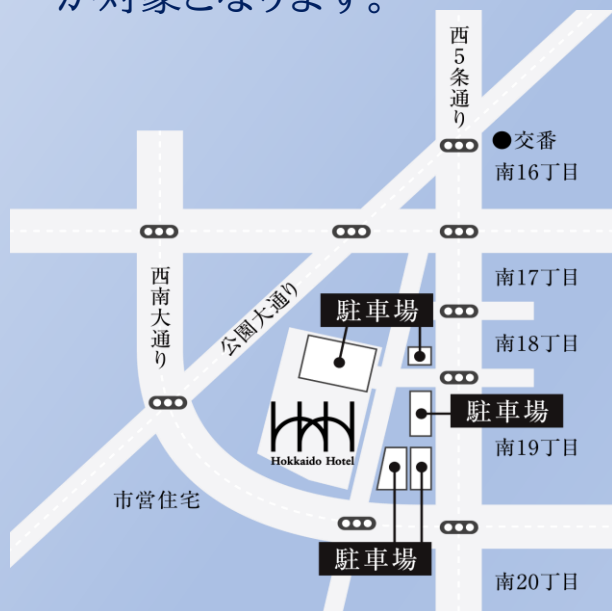 が対象となります。
西5条通り
●交番
南16丁目
西南大通り
公園大通り
南17丁目
駐車場
南18丁目
駐車場
Hokkaido Hotel
南19丁目
市営住宅
駐車場
南20丁目